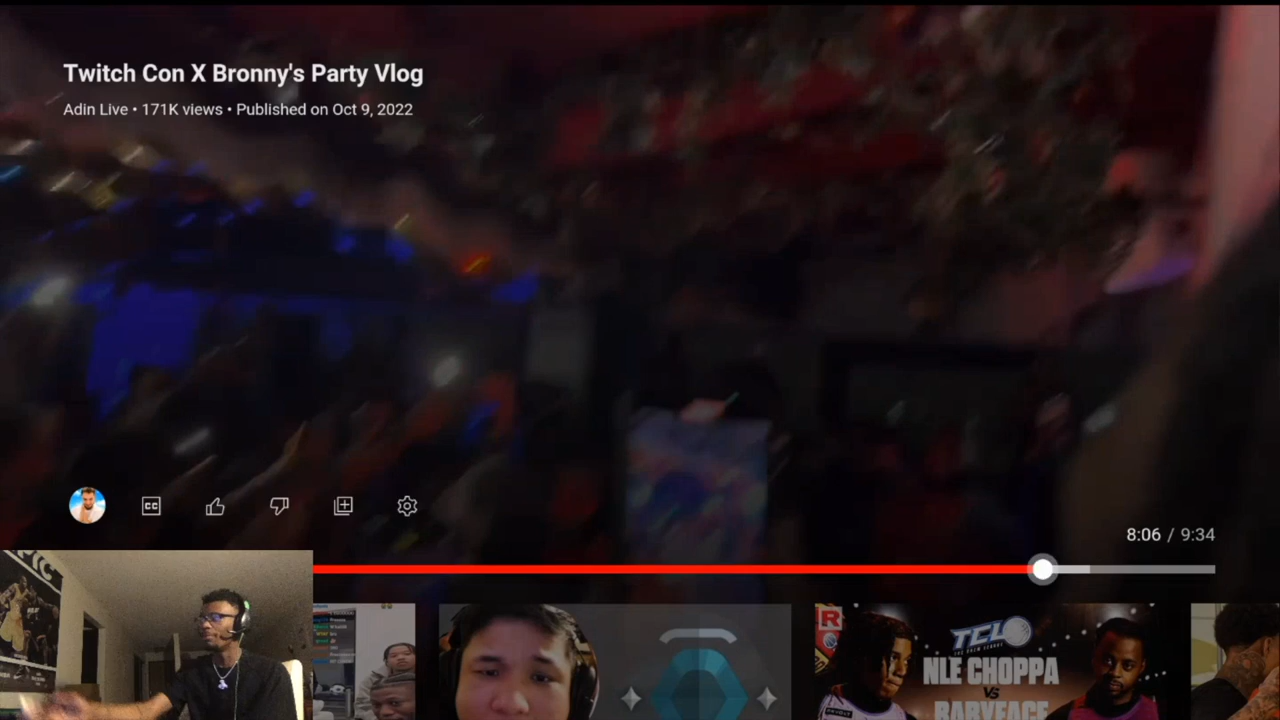 Twitch Con X Bronny's Party Vlog
Adin Live • 171K views • Published on Oct 9, 2022
CC
8:06 / 9:34
R
TCL
NLE CHOPPA
VS
BABYFACE